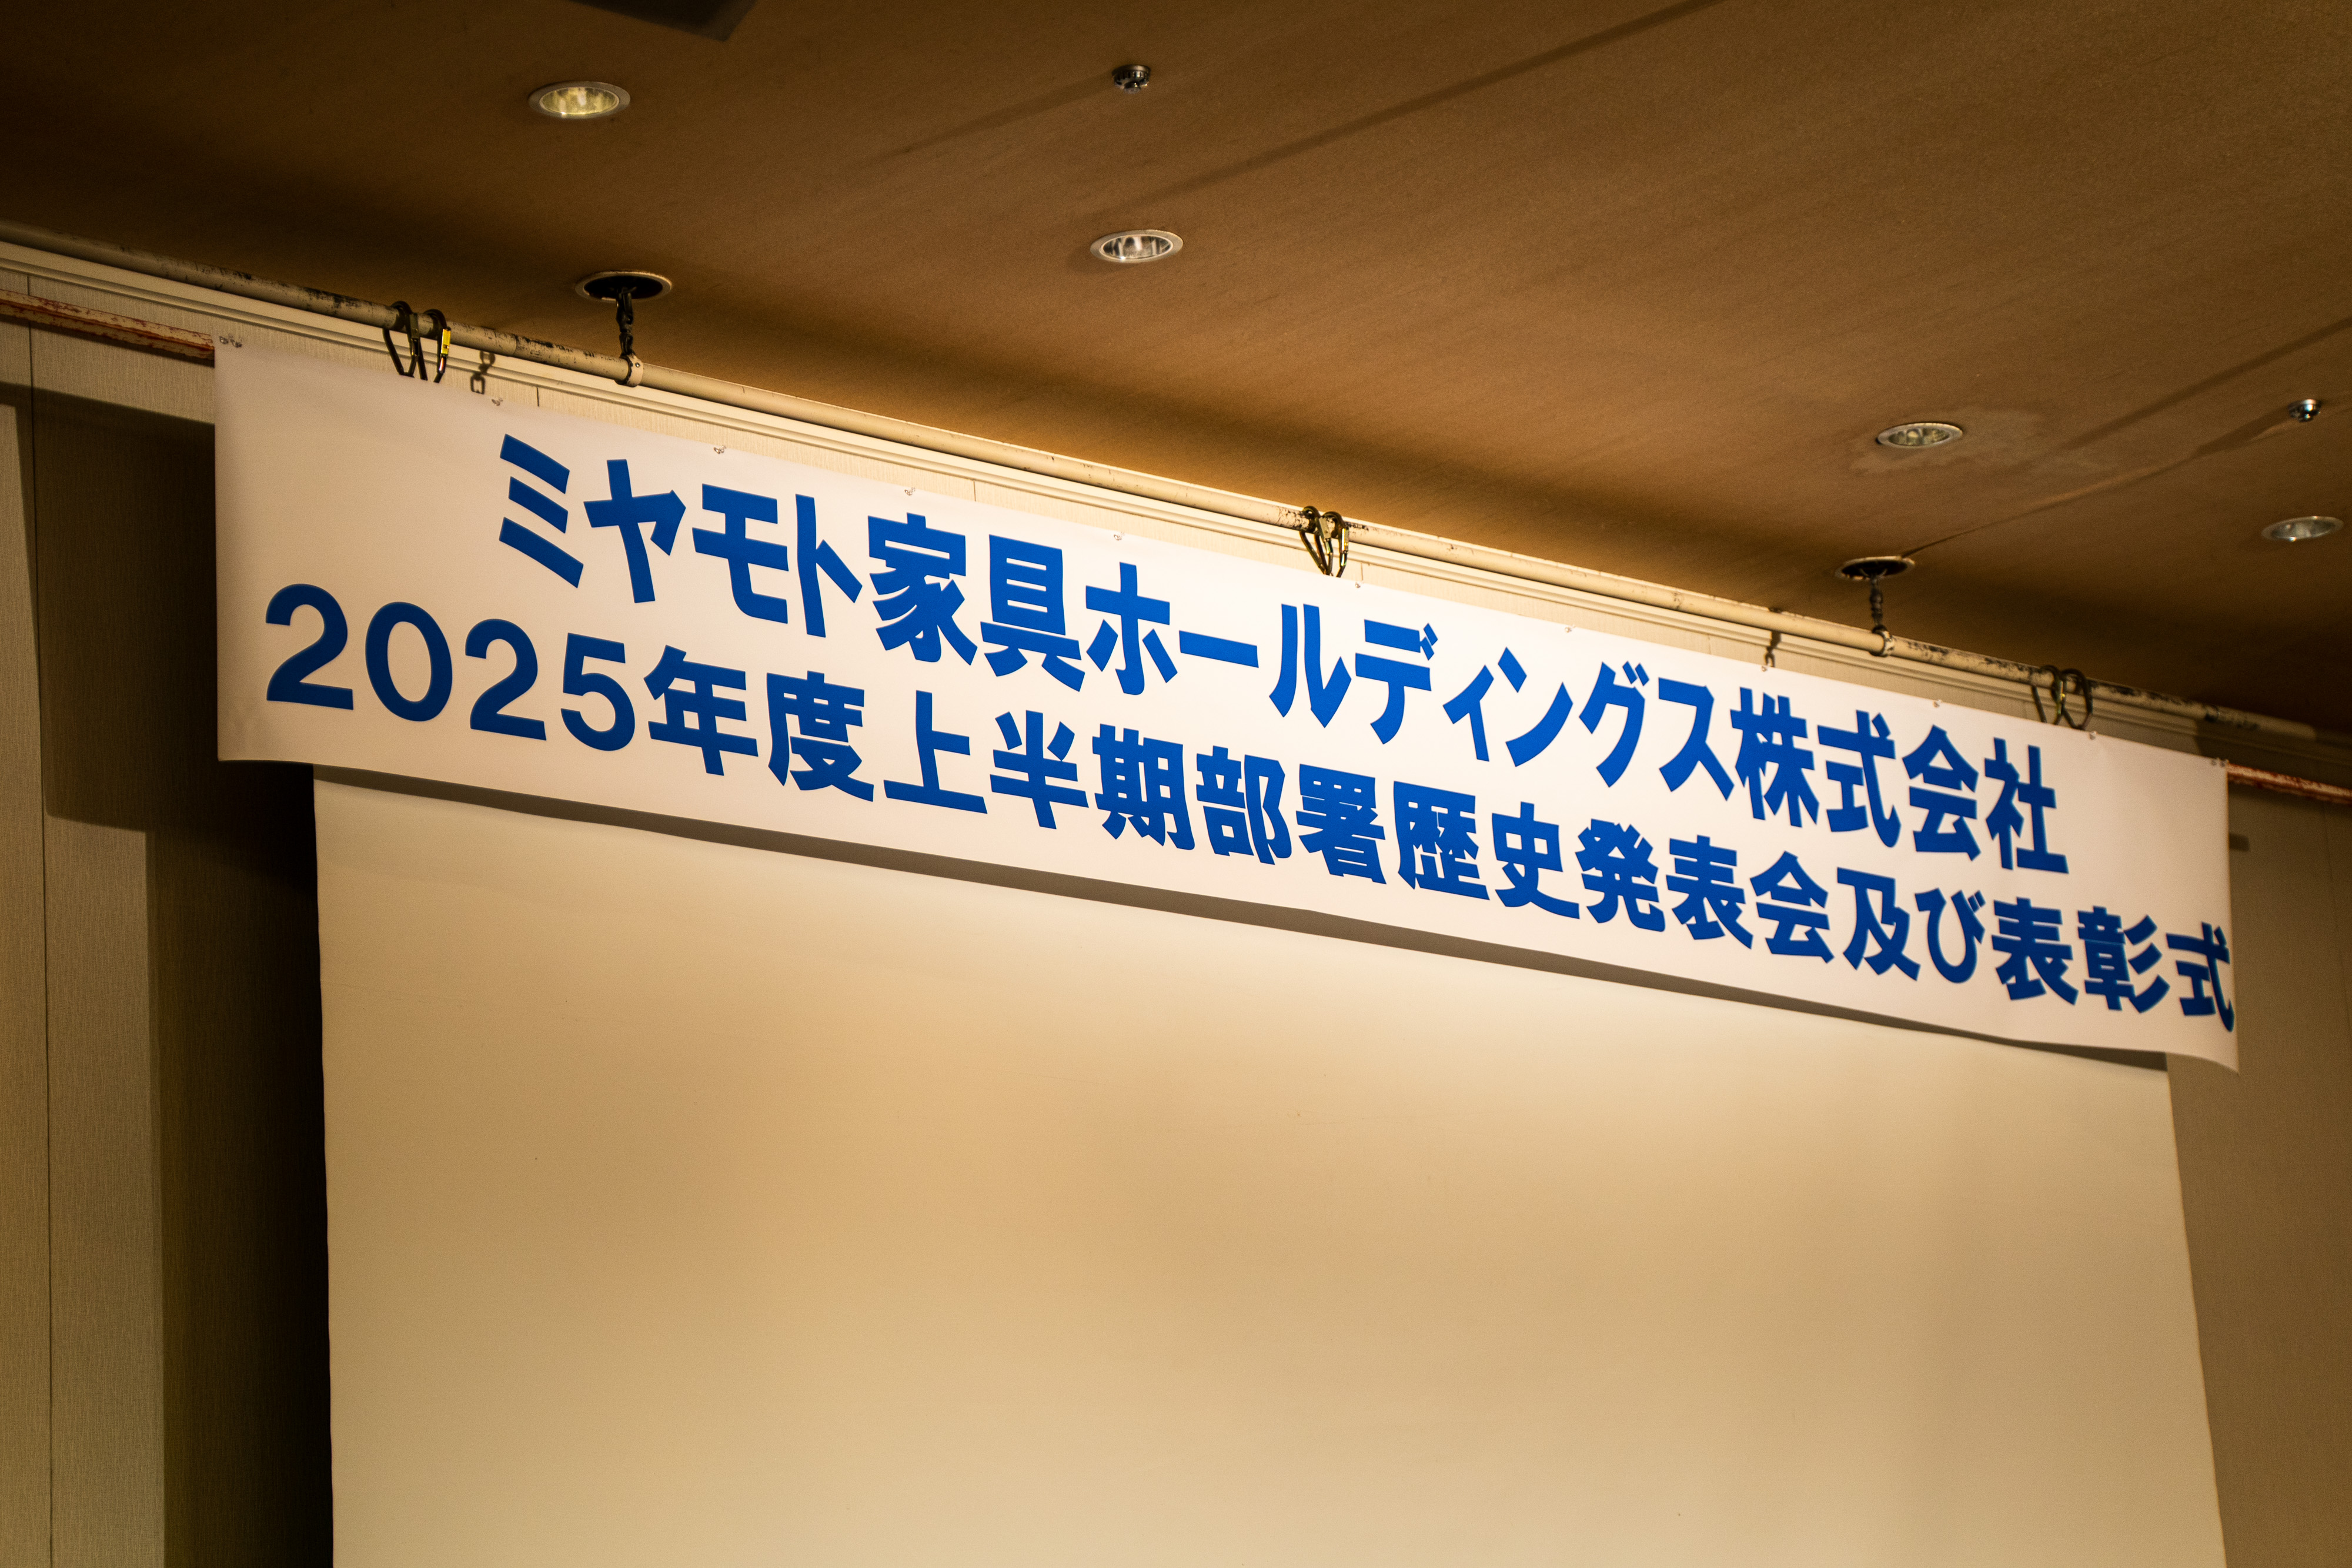 ミヤモト家具ホールディングス株式会社
2025年度上半期部署歴史発表会及び表彰式